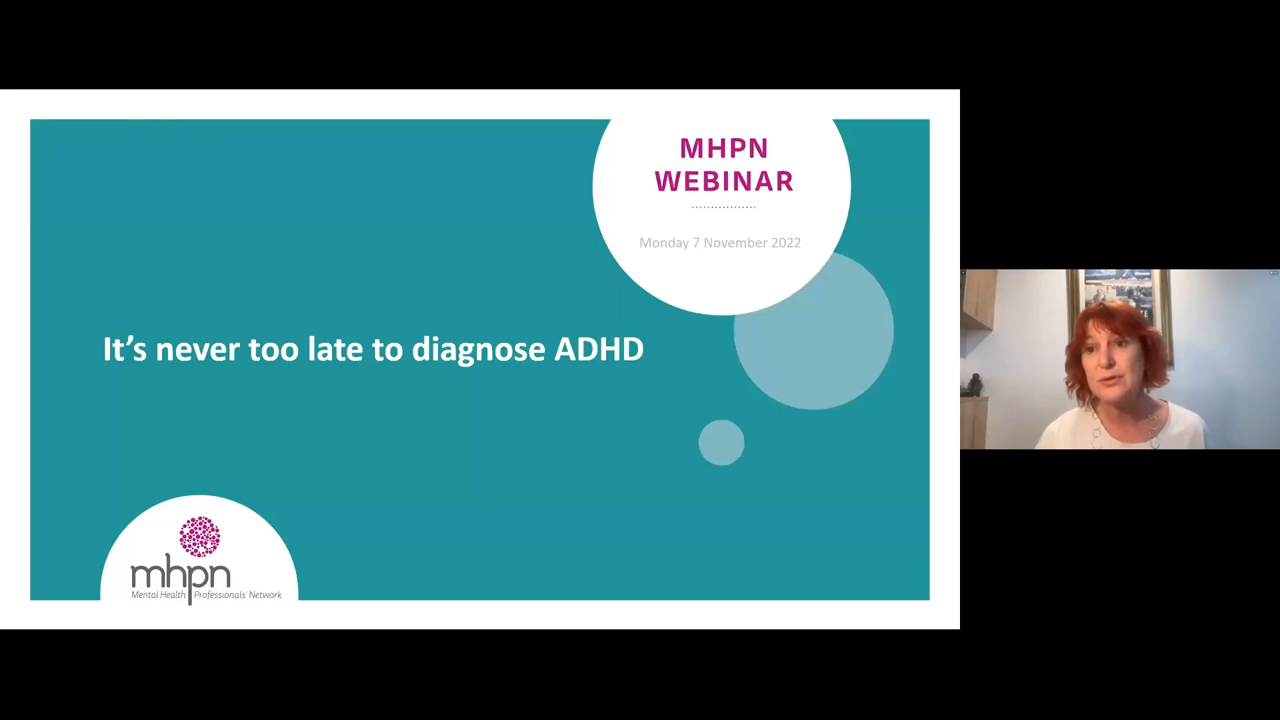 MHPN
WEBINAR
Monday 7 November 2022
It's never too late to diagnose ADHD
mhpn
Mental Health Professionals' Network